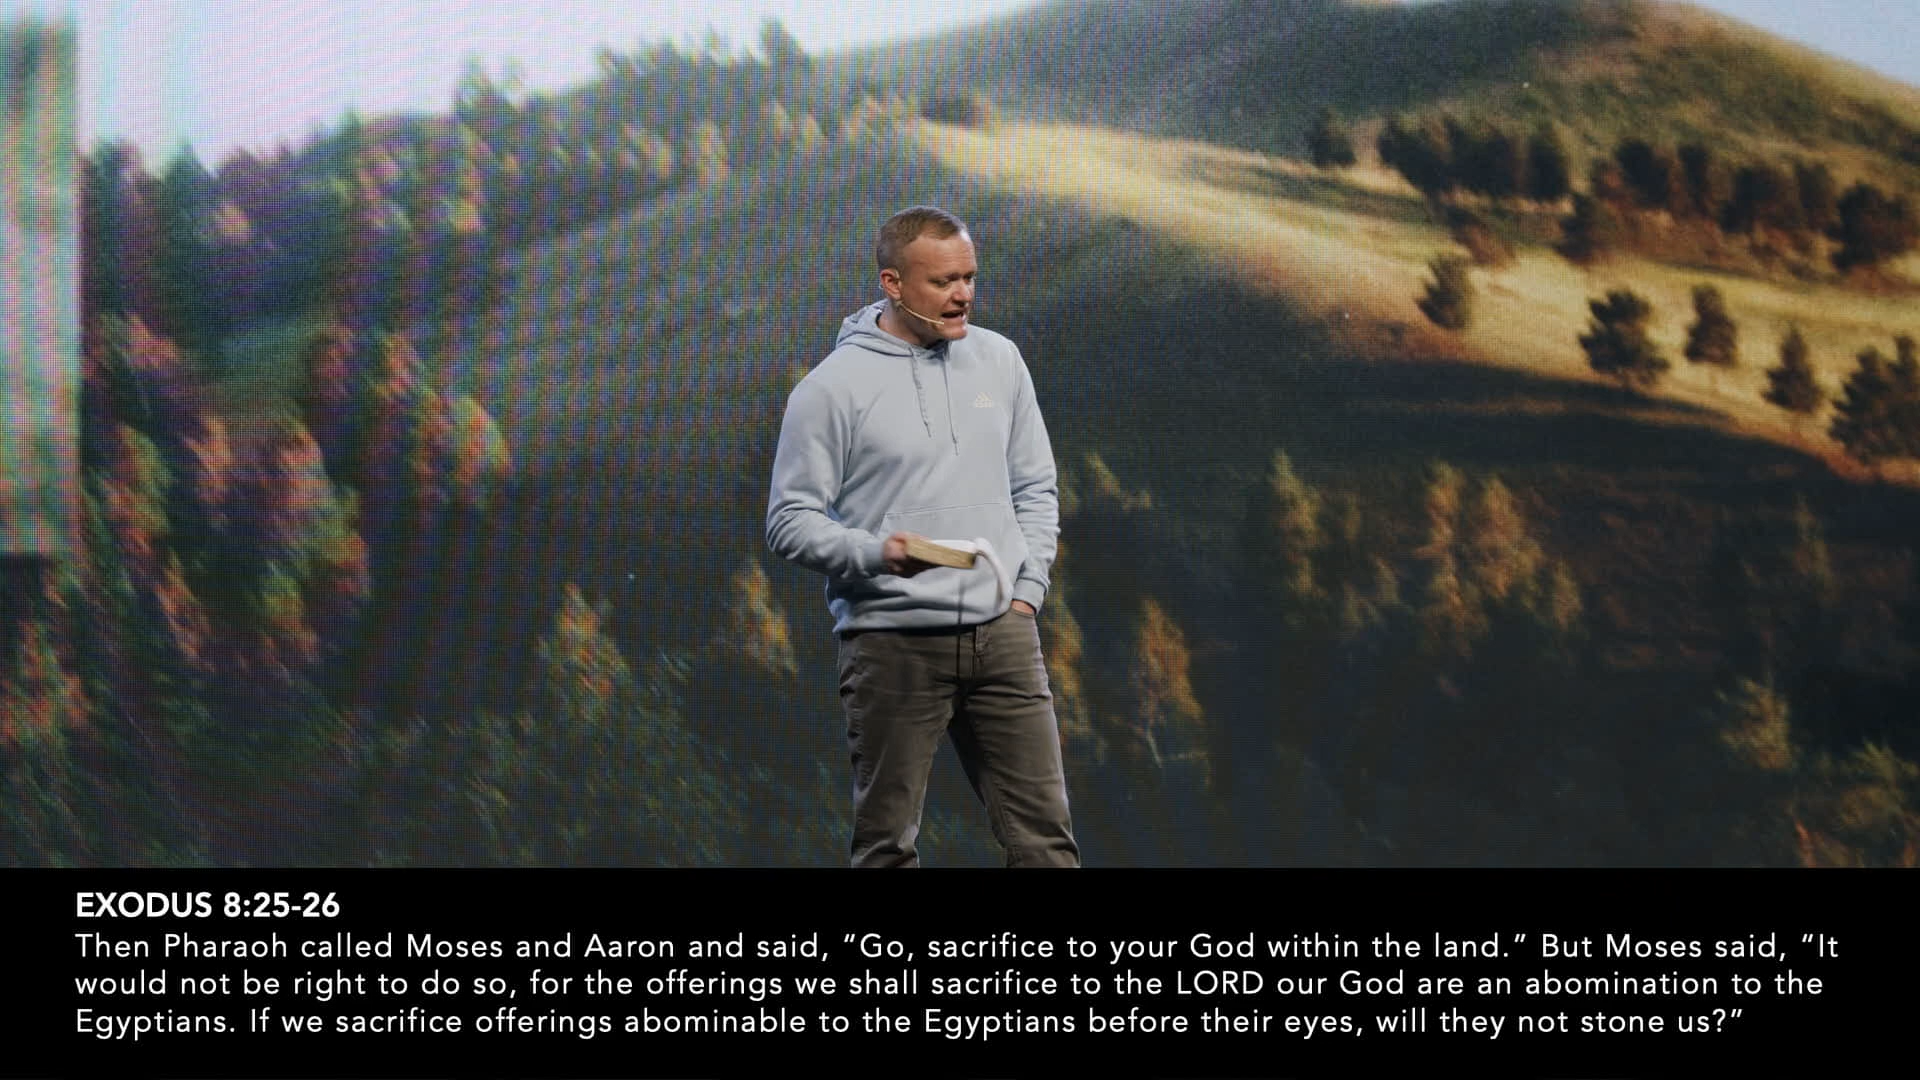 EXODUS 8:25-26
Then Pharaoh called Moses and Aaron and said, “Go, sacrifice to your God within the land.” But Moses said, “It
would not be right to do so, for the offerings we shall sacrifice to the LORD our God are an abomination to the
Egyptians. If we sacrifice offerings abominable to the Egyptians before their eyes, will they not stone us?”